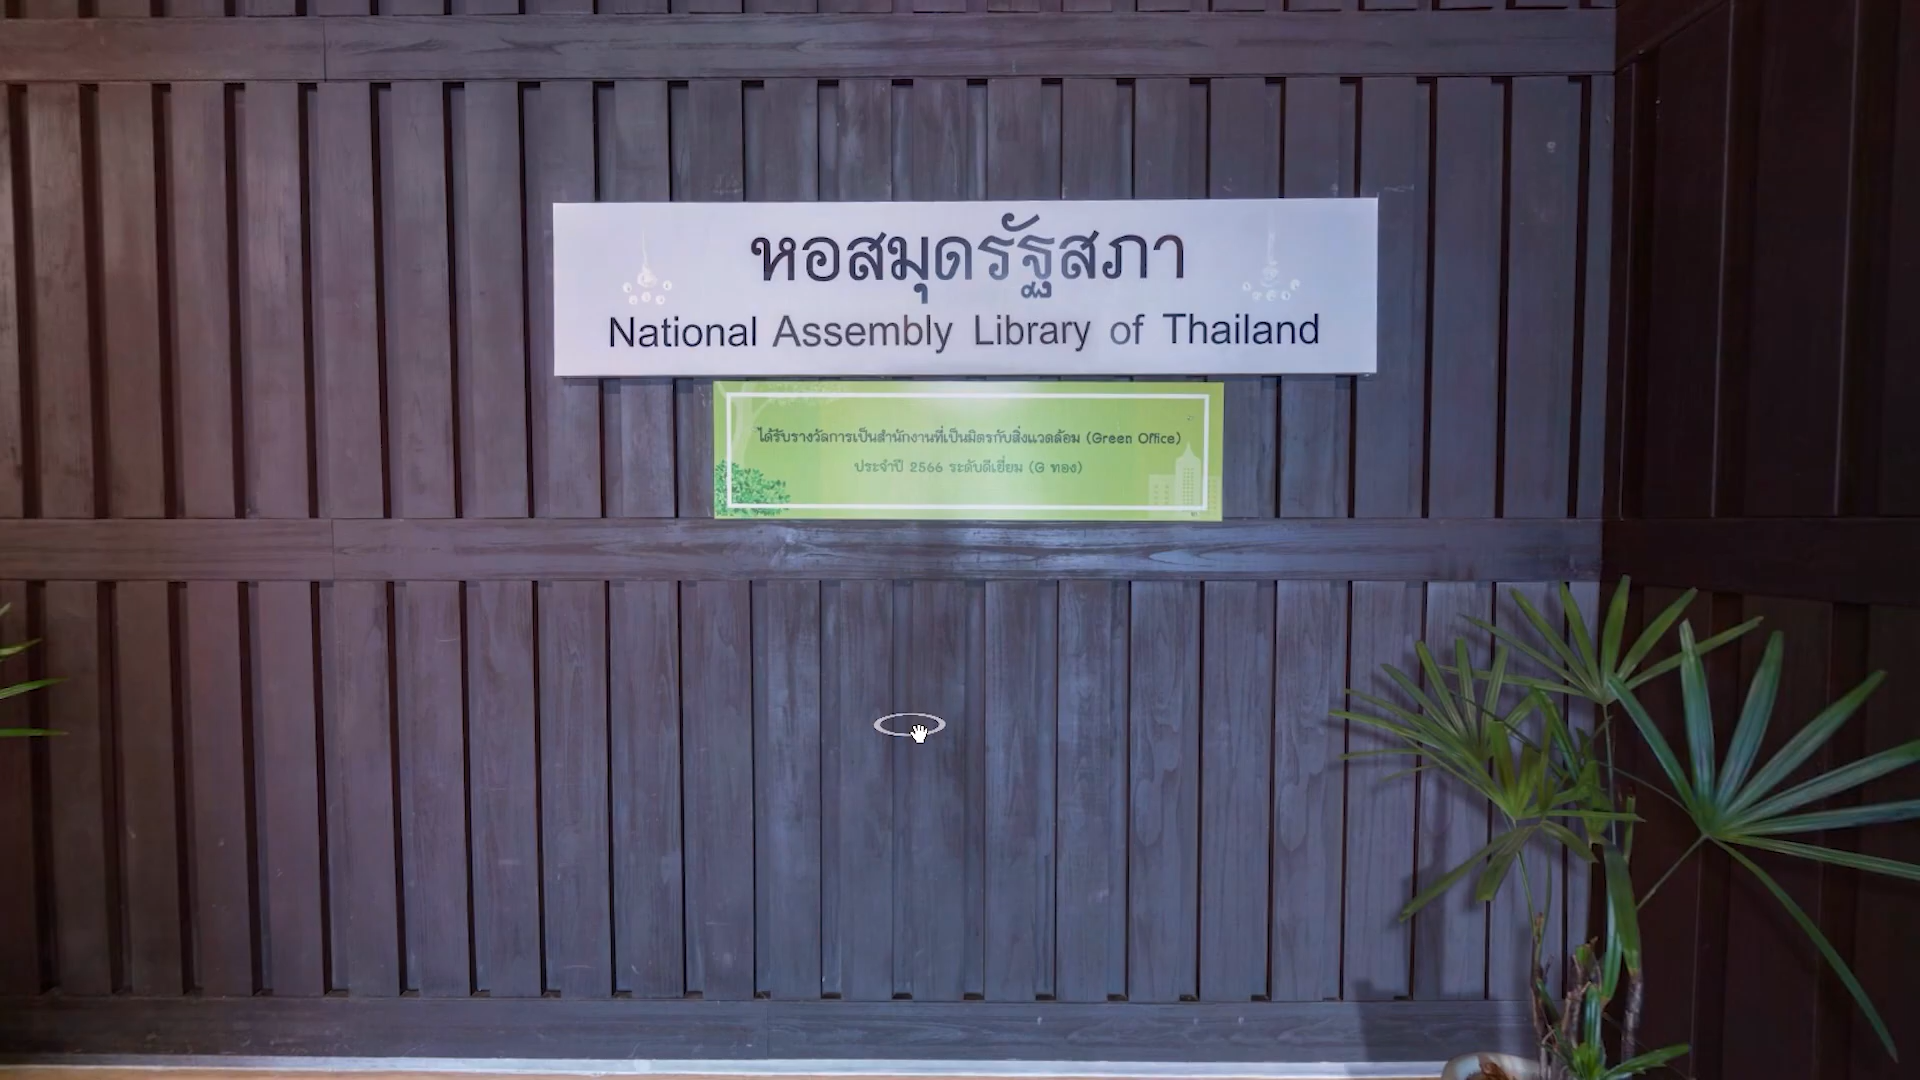 หอสมุดรัฐสภา
National Assembly Library of Thailand
ได้รับรางวัลการเป็นสำนักงานที่เป็นมิตรกับสิ่งแวดล้อม (Green Office)
ประจำปี 2566 ระดับดีเยี่ยม (G ทอง)